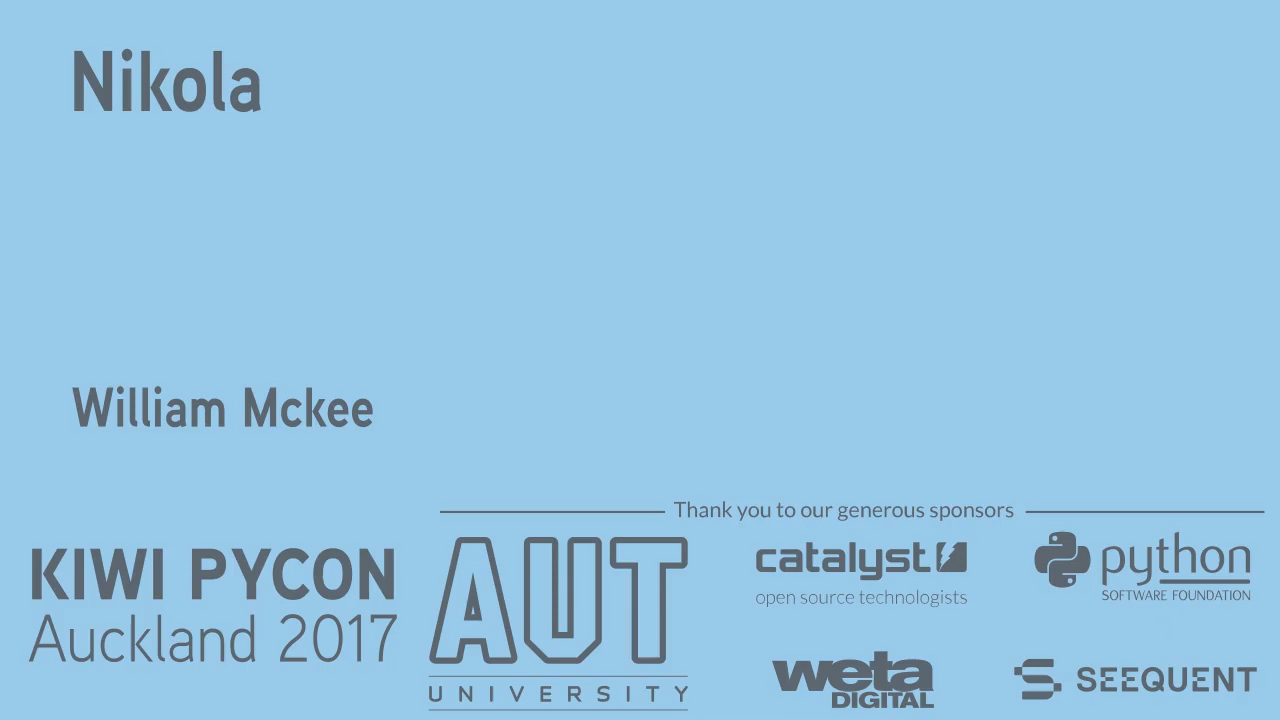 Nikola
William Mckee
Thank you to our generous sponsors
KIWI PYCON
Auckland 2017
AUT
UNIVERSITY
catalyst
open source technologists
python
SOFTWARE FOUNDATION
weta
DIGITAL
SEEQUENT